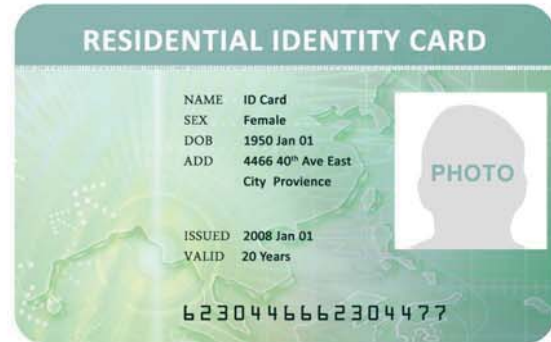 RESIDENTIAL IDENTITY CARD
NAME ID Card
SEX Female
DOB 1950 Jan 01
ADD 4466 40th Ave East
City Provience
PHOTO
ISSUED 2008 Jan 01
VALID 20 Years
6230446662304477